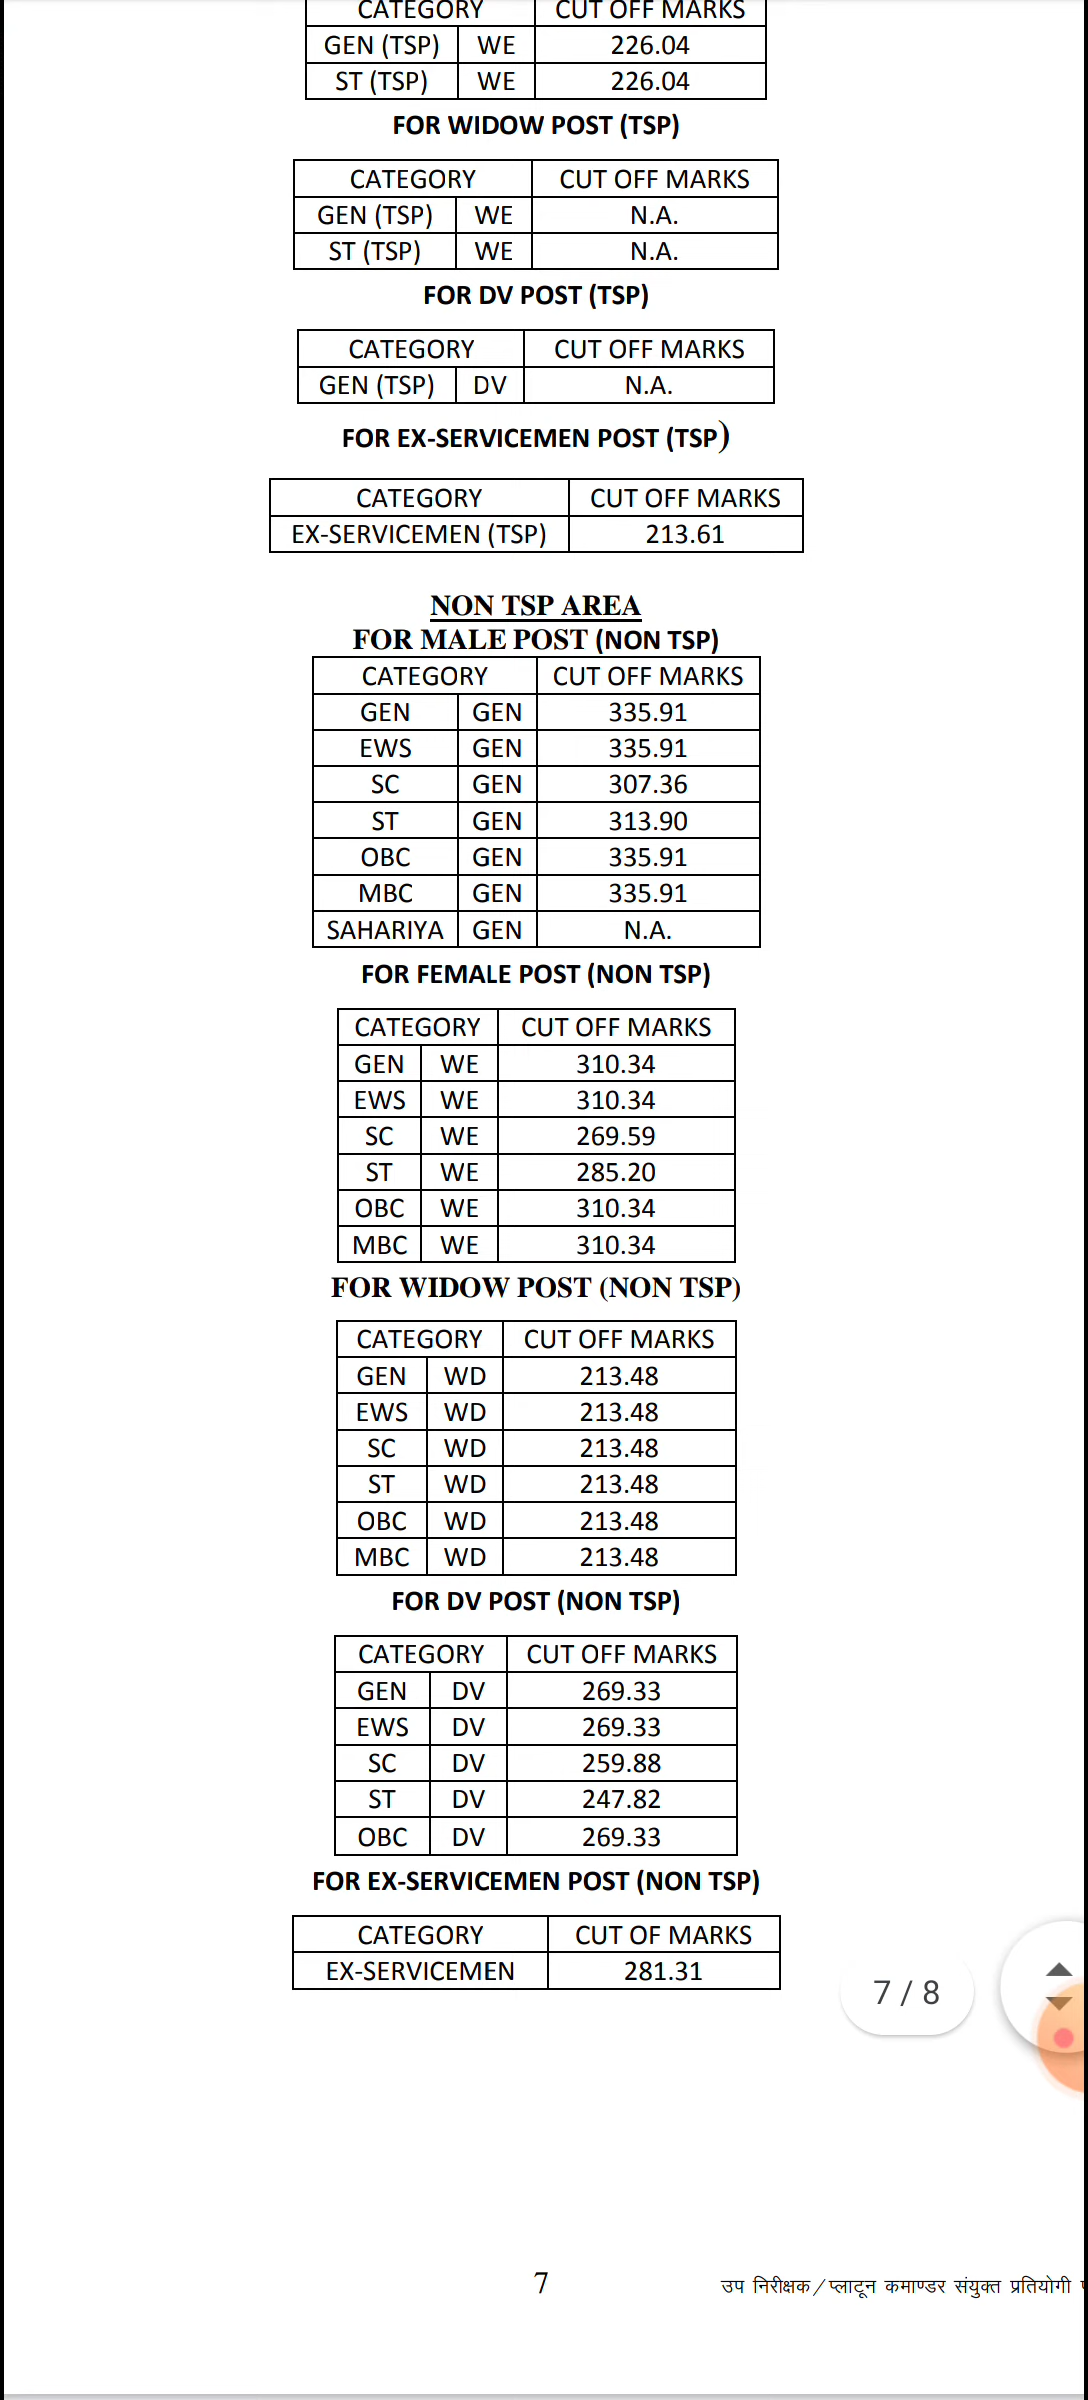 CATEGORY CUT OFF MARKS
GEN (TSP) WE 226.04
ST (TSP) WE 226.04
FOR WIDOW POST (TSP)
CATEGORY CUT OFF MARKS
GEN (TSP) WE N.A.
ST (TSP) WE N.A.
FOR DV POST (TSP)
CATEGORY CUT OFF MARKS
GEN (TSP) DV N.A.
FOR EX-SERVICEMEN POST (TSP)
CATEGORY CUT OFF MARKS
EX-SERVICEMEN (TSP) 213.61
NON TSP AREA
FOR MALE POST (NON TSP)
CATEGORY CUT OFF MARKS
GEN GEN 335.91
EWS GEN 335.91
SC GEN 307.36
ST GEN 313.90
OBC GEN 335.91
MBC GEN 335.91
SAHARIYA GEN N.A.
FOR FEMALE POST (NON TSP)
CATEGORY CUT OFF MARKS
GEN WE 310.34
EWS WE 310.34
SC WE 269.59
ST WE 285.20
OBC WE 310.34
MBC WE 310.34
FOR WIDOW POST (NON TSP)
CATEGORY CUT OFF MARKS
GEN WD 213.48
EWS WD 213.48
SC WD 213.48
ST WD 213.48
OBC WD 213.48
MBC WD 213.48
FOR DV POST (NON TSP)
CATEGORY CUT OFF MARKS
GEN DV 269.33
EWS DV 269.33
SC DV 259.88
ST DV 247.82
OBC DV 269.33
FOR EX-SERVICEMEN POST (NON TSP)
CATEGORY CUT OF MARKS
EX-SERVICEMEN 281.31
7 / 8
7 उप निरीक्षक/प्लाटून कमाण्डर संयुक्त प्रतियोगी